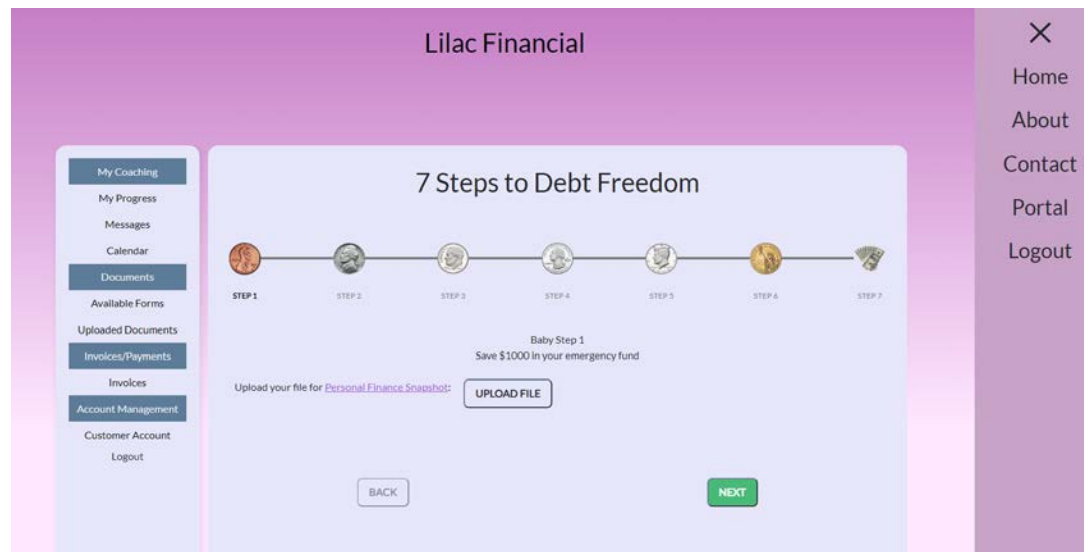 Lilac Financial
Home
About
Contact
Portal
Logout
My Coaching
My Progress
Messages
Calendar
Documents
Available Forms
Uploaded Documents
Invoices/Payments
Invoices
Account Management
Customer Account
Logout
7 Steps to Debt Freedom
STEP 1 STEP 2 STEP 3 STEP 4 STEP 5 STEP 6 STEP 7
Baby Step 1
Save $1000 in your emergency fund
Upload your file for Personal Finance Snapshot: UPLOAD FILE
BACK NEXT